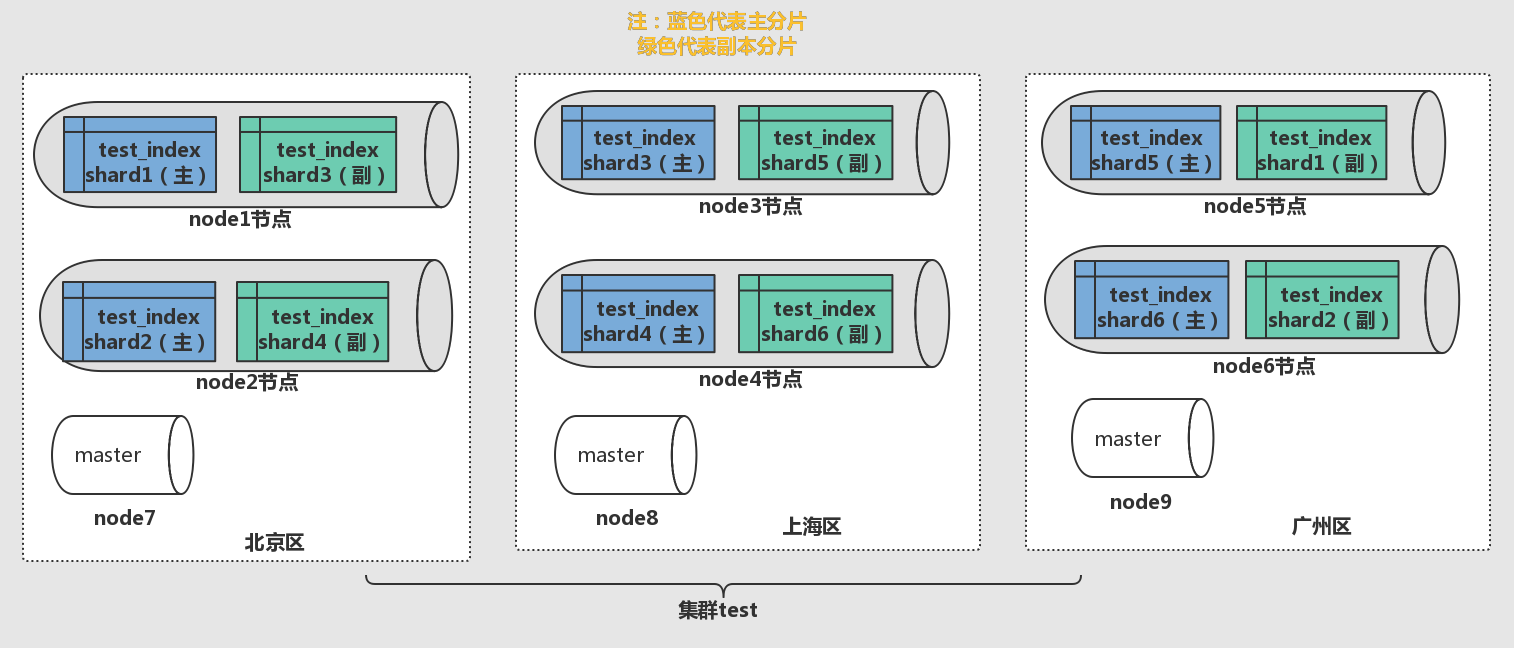 注：蓝色代表主分片
绿色代表副本分片
test_index
shard1（主）
test_index
shard3（副）
node1节点
test_index
shard2（主）
test_index
shard4（副）
node2节点
master
node7
北京区
test_index
shard3（主）
test_index
shard5（副）
node3节点
test_index
shard4（主）
test_index
shard6（副）
node4节点
master
node8
上海区
test_index
shard5（主）
test_index
shard1（副）
node5节点
test_index
shard6（主）
test_index
shard2（副）
node6节点
master
node9
广州区
集群test